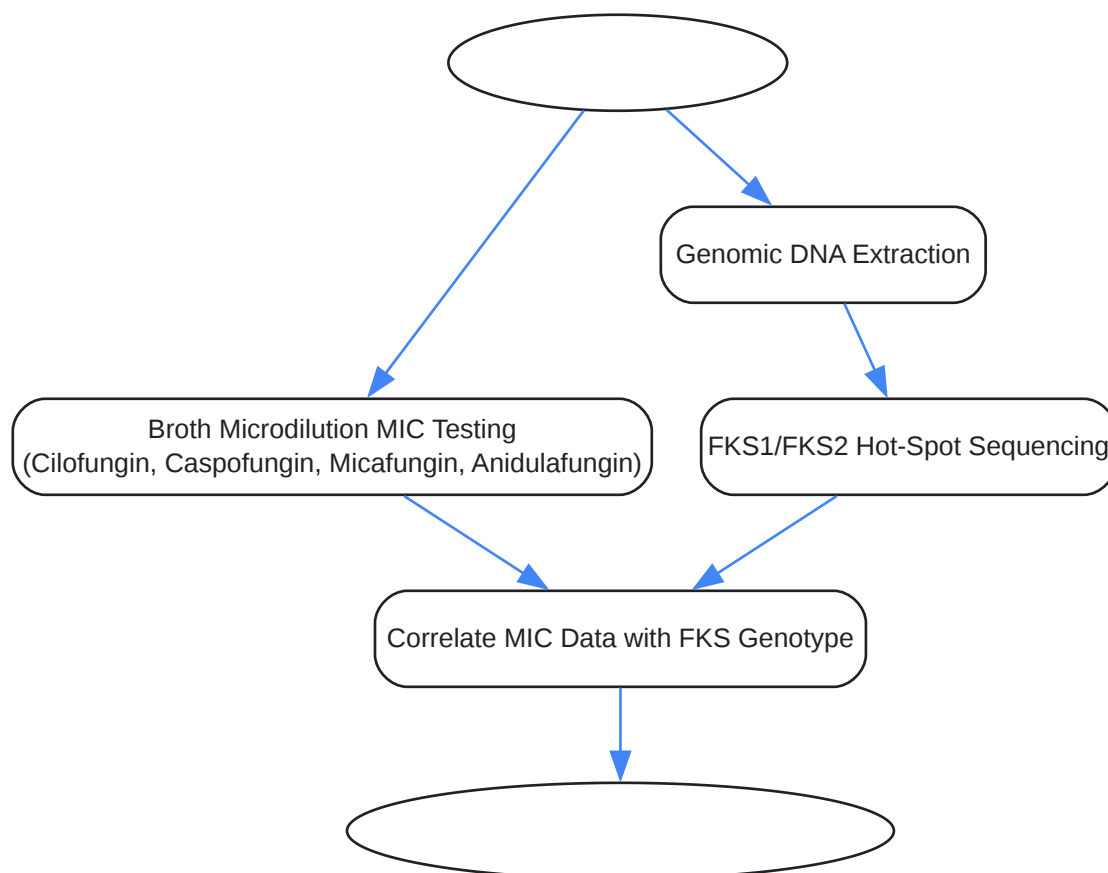 Genomic DNA Extraction
Broth Microdilution MIC Testing
(Cilofungin, Caspofungin, Micafungin, Anidulafungin)
FKS1/FKS2 Hot-Spot Sequencing
Correlate MIC Data with FKS Genotype